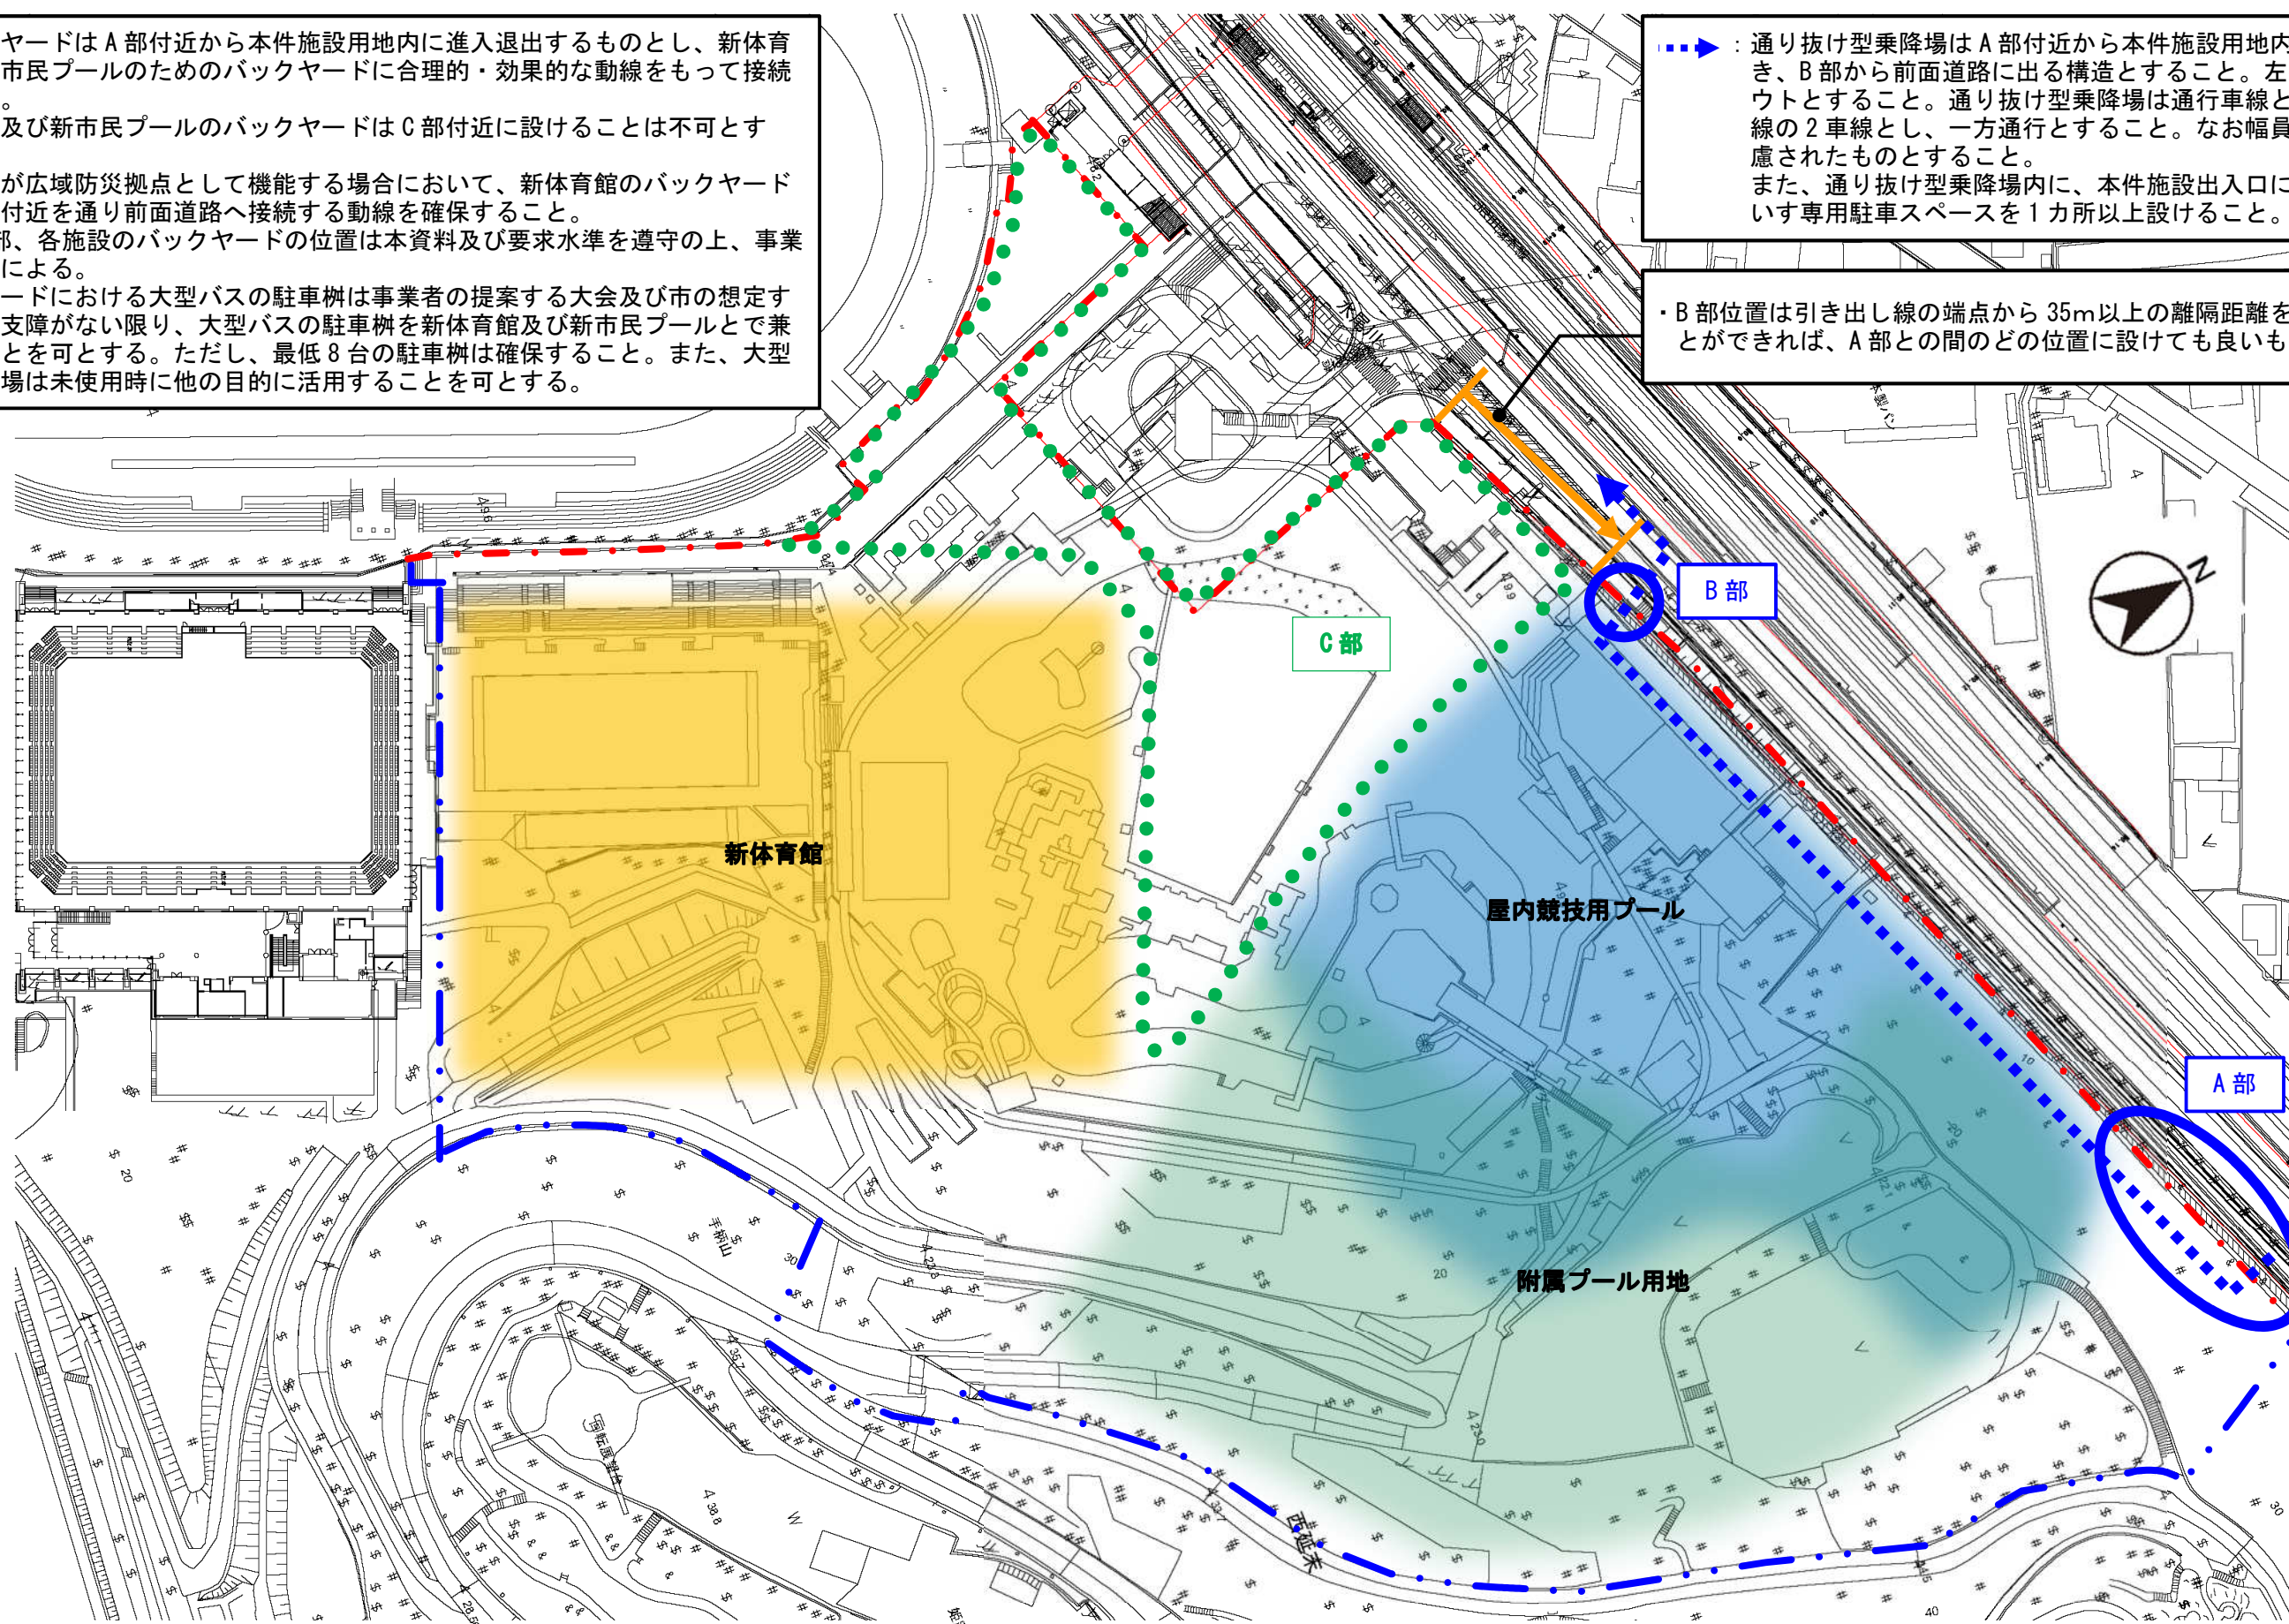 ヤードはA部付近から本件施設用地内に進入退出するものとし、新体育
市民プールのためのバックヤードに合理的・効果的な動線をもって接続
。
及び新市民プールのバックヤードはC部付近に設けることは不可とす
が広域防災拠点として機能する場合において、新体育館のバックヤード
付近を通り前面道路へ接続する動線を確保すること。
部、各施設のバックヤードの位置は本資料及び要求水準を遵守の上、事業
による。
ードにおける大型バスの駐車桝は事業者の提案する大会及び市の想定す
支障がない限り、大型バスの駐車桝を新体育館及び新市民プールとで兼
とを可とする。ただし、最低8台の駐車桝は確保すること。また、大型
場は未使用時に他の目的に活用することを可とする。
：通り抜け型乗降場はA部付近から本件施設用地内
き、B部から前面道路に出る構造とすること。左
ウトとすること。通り抜け型乗降場は通行車線と
線の2車線とし、一方通行とすること。なお幅員
慮されたものとすること。
また、通り抜け型乗降場内に、本件施設出入口に
いす専用駐車スペースを1カ所以上設けること。
・B部位置は引き出し線の端点から35m以上の離隔距離を
とができれば、A部との間のどの位置に設けても良いも
水尾川
製パン
N
B部
C部
新体育館
屋内競技用プール
A部
附属プール用地
手柄山
回転展望台
西延末
20
30
10
20
20
30
40